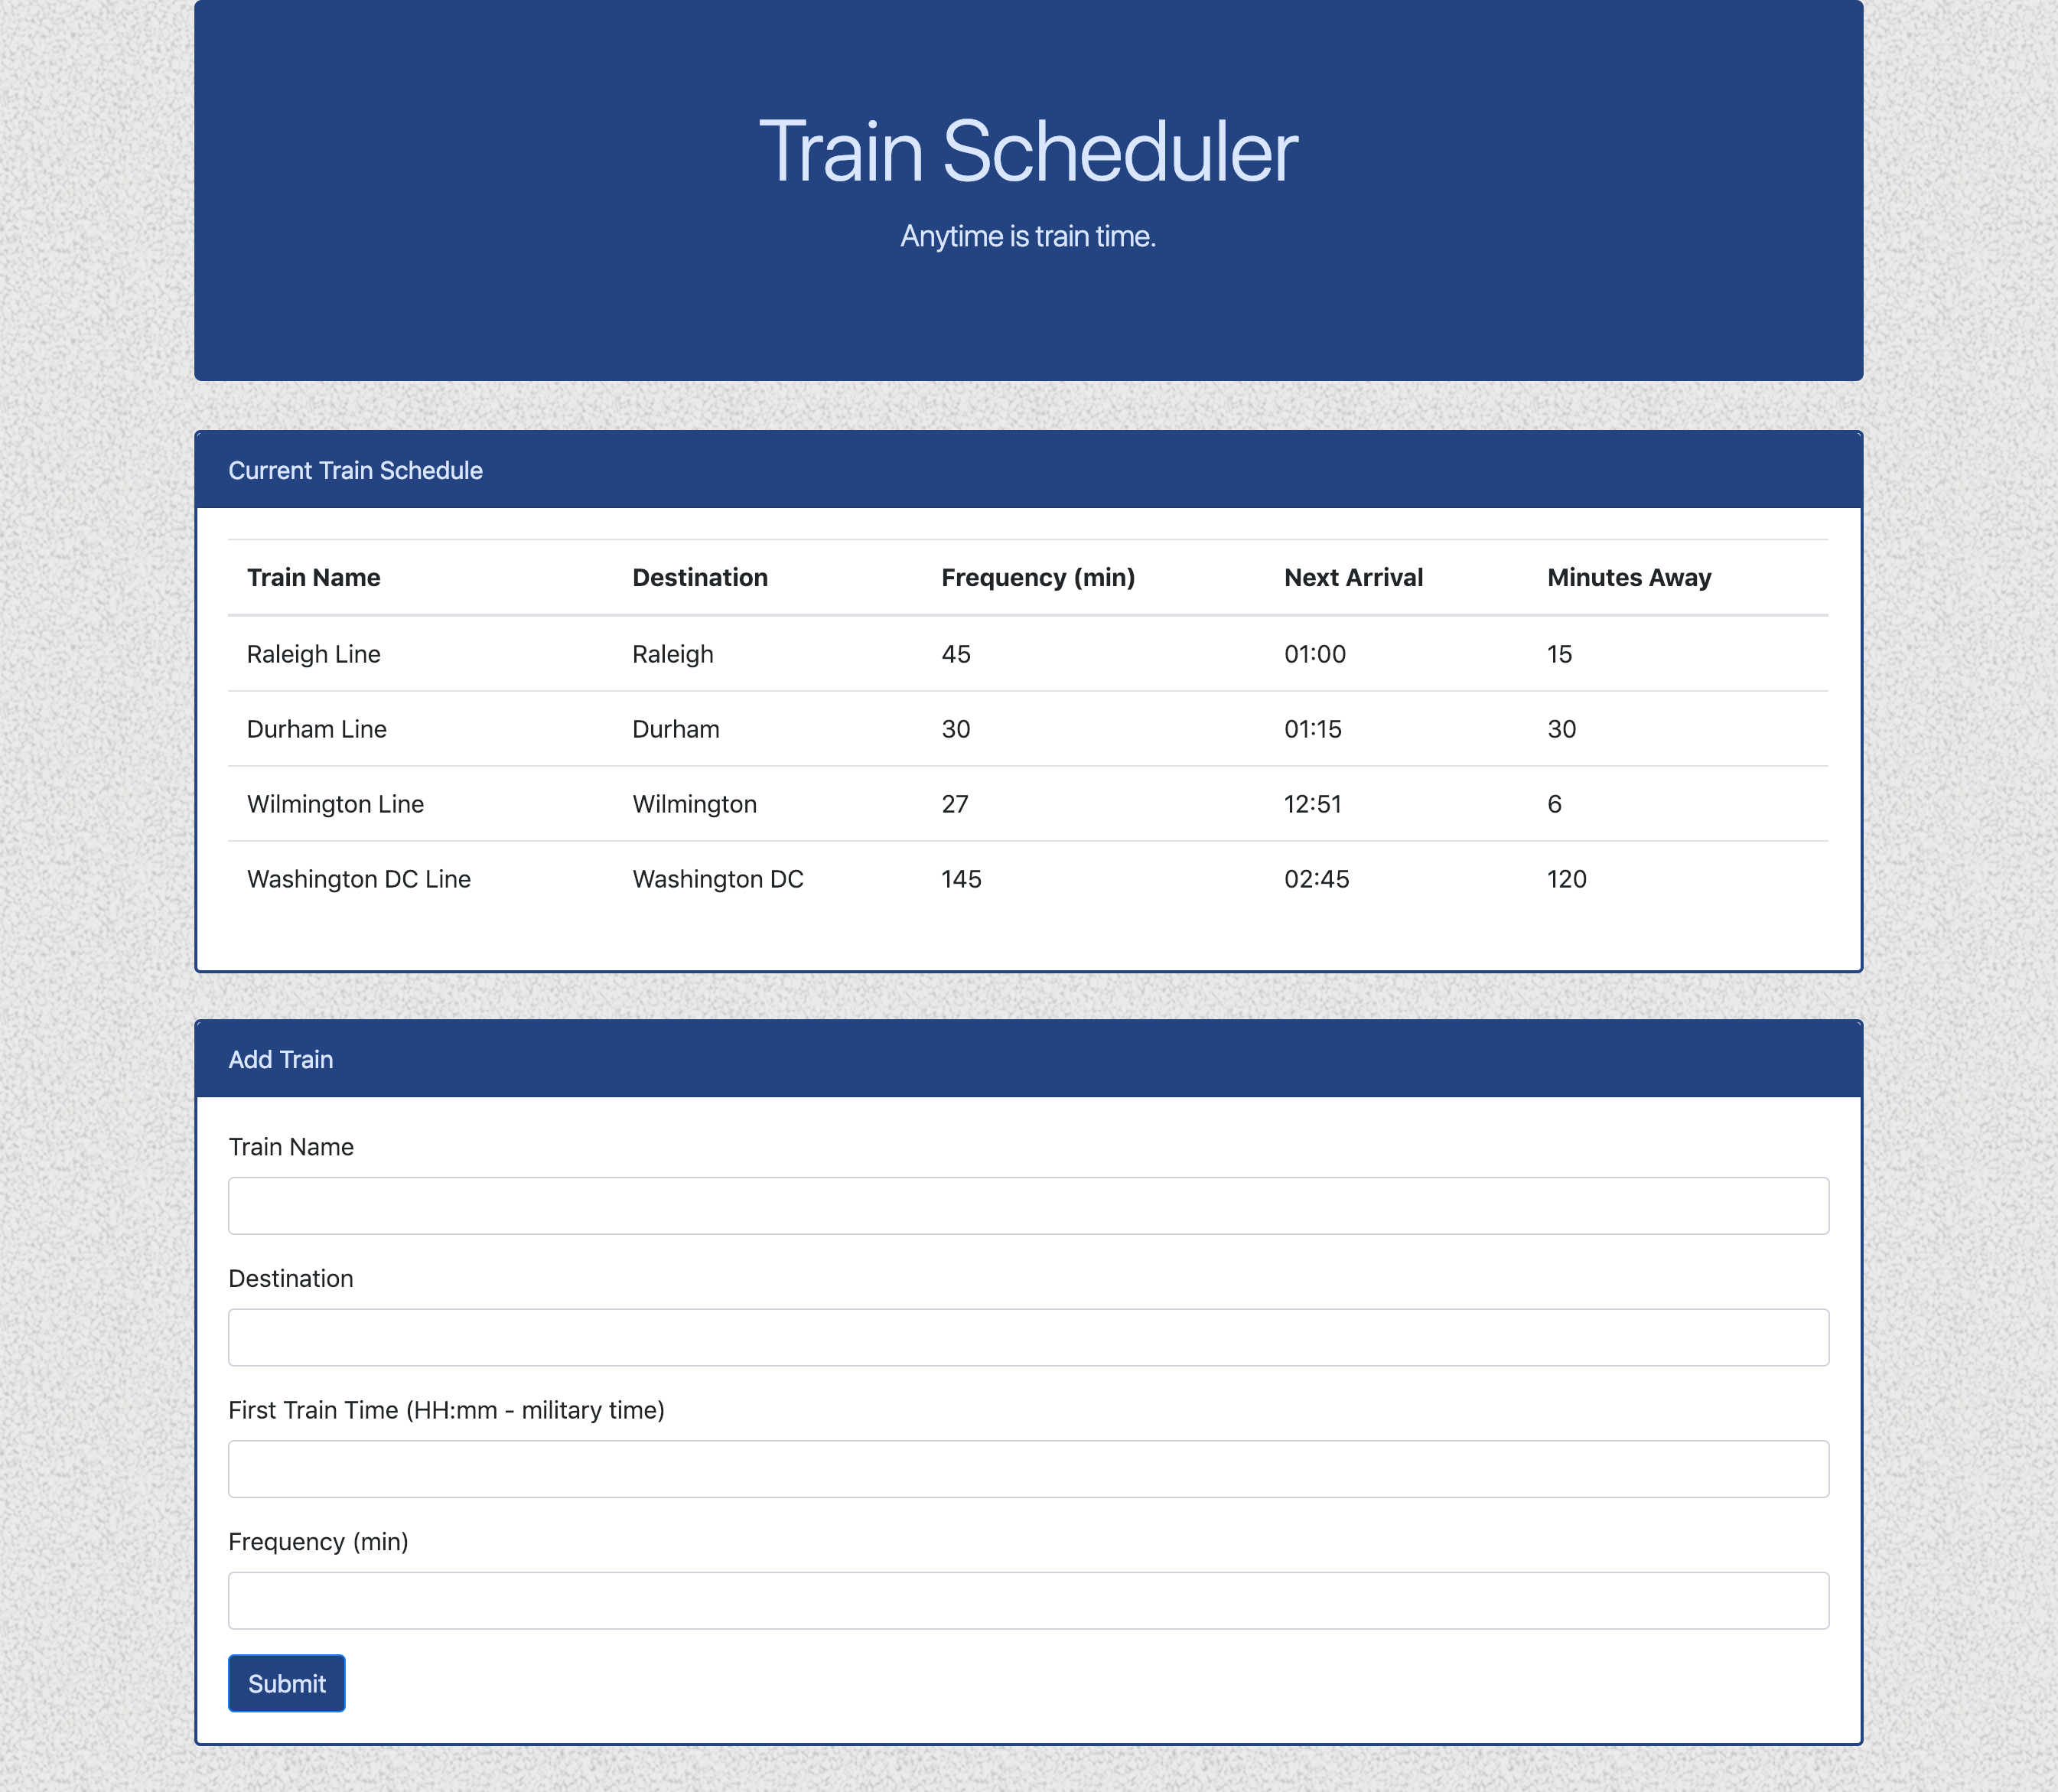 Train Scheduler
Anytime is train time.
Current Train Schedule
Train Name Destination Frequency (min) Next Arrival Minutes Away
Raleigh Line Raleigh 45 01:00 15
Durham Line Durham 30 01:15 30
Wilmington Line Wilmington 27 12:51 6
Washington DC Line Washington DC 145 02:45 120
Add Train
Train Name
Destination
First Train Time (HH:mm - military time)
Frequency (min)
Submit